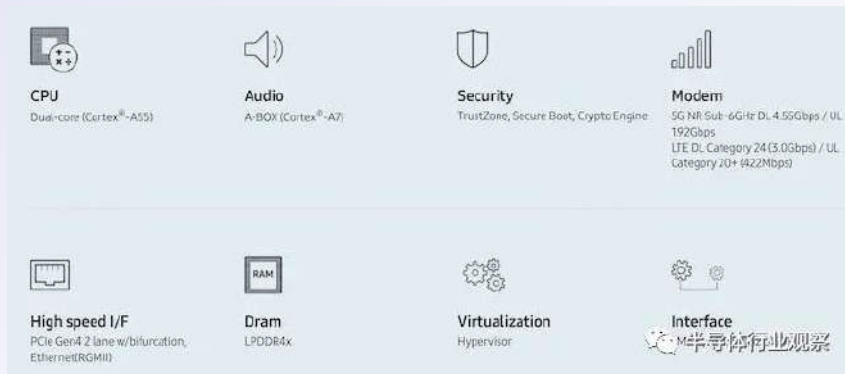 CPU
Dual-core (Cortex®-A55)
Audio
A-BOX (Cortex®-A7)
Security
TrustZone, Secure Boot, Crypto Engine
Modem
5G NR Sub-6GHz DL 4.55Gbps / UL
192Gbps
LTE DL Category 24 (3.0Gbps) / UL
Category 20+ (422Mbps)
High speed I/F
PCIe Gen4 2 lane w/bifurcation,
Ethernet(RGMII)
RAM
Dram
LPDDR4x
Virtualization
Hypervisor
Interface
半导体行业观察